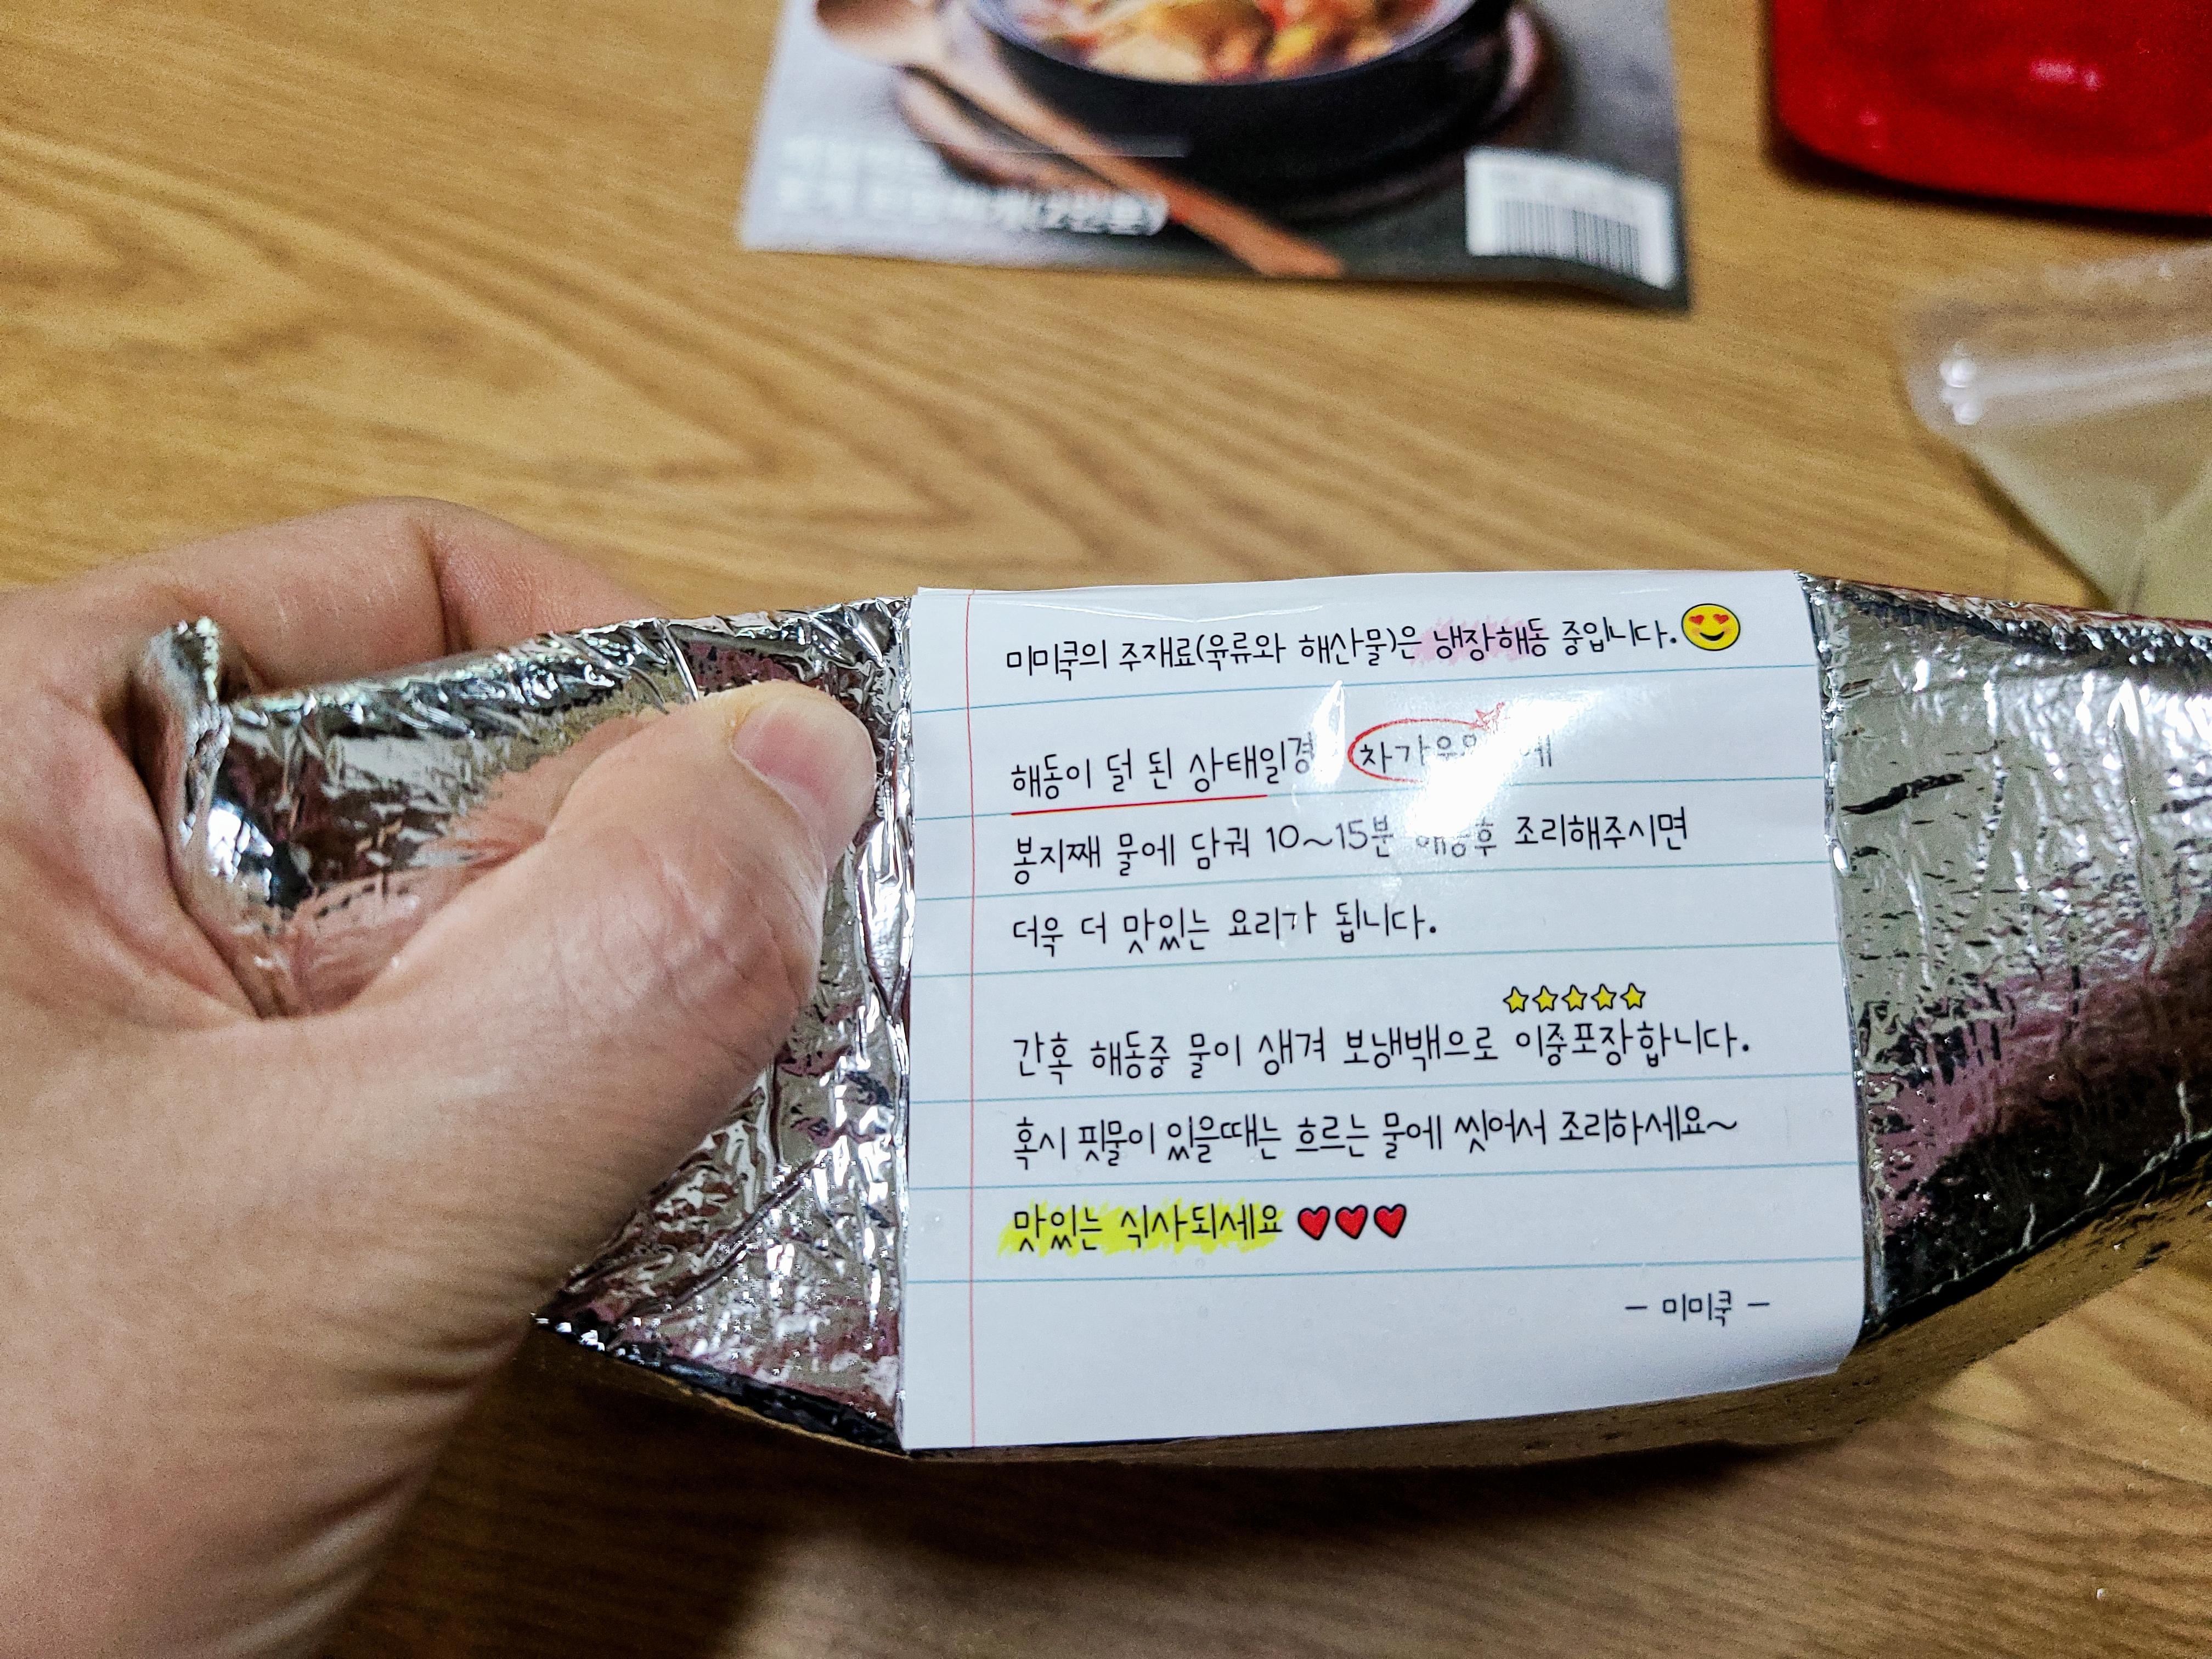 미미쿡의 주재료(육류와 해산물)은 냉장해동 중입니다.
해동이 덜 된 상태일경
봉지째 물에 담궈 10~15분 해동후 조리해주시면
더욱 더 맛있는 요리가 됩니다.
간혹 해동중 물이 생겨 보냉백으로 이중포장합니다.
혹시 핏물이 있을때는 흐르는 물에 씻어서 조리하세요~
맛있는 식사되세요
- 미미쿡 -